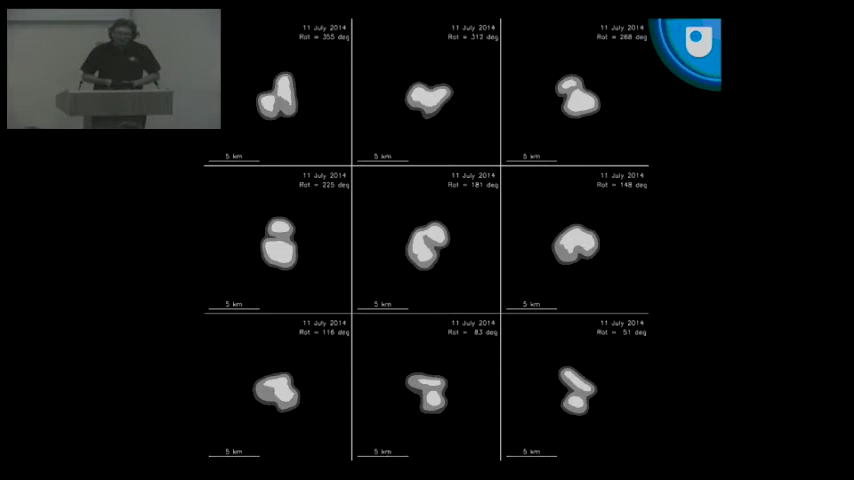 11 July 2014
Rot = 355 deg
5 km
11 July 2014
Rot = 312 deg
5 km
11 July 2014
Rot = 268 deg
5 km
11 July 2014
Rot = 225 deg
5 km
11 July 2014
Rot = 181 deg
5 km
11 July 2014
Rot = 148 deg
5 km
11 July 2014
Rot = 116 deg
5 km
11 July 2014
Rot = 83 deg
5 km
11 July 2014
Rot = 51 deg
5 km